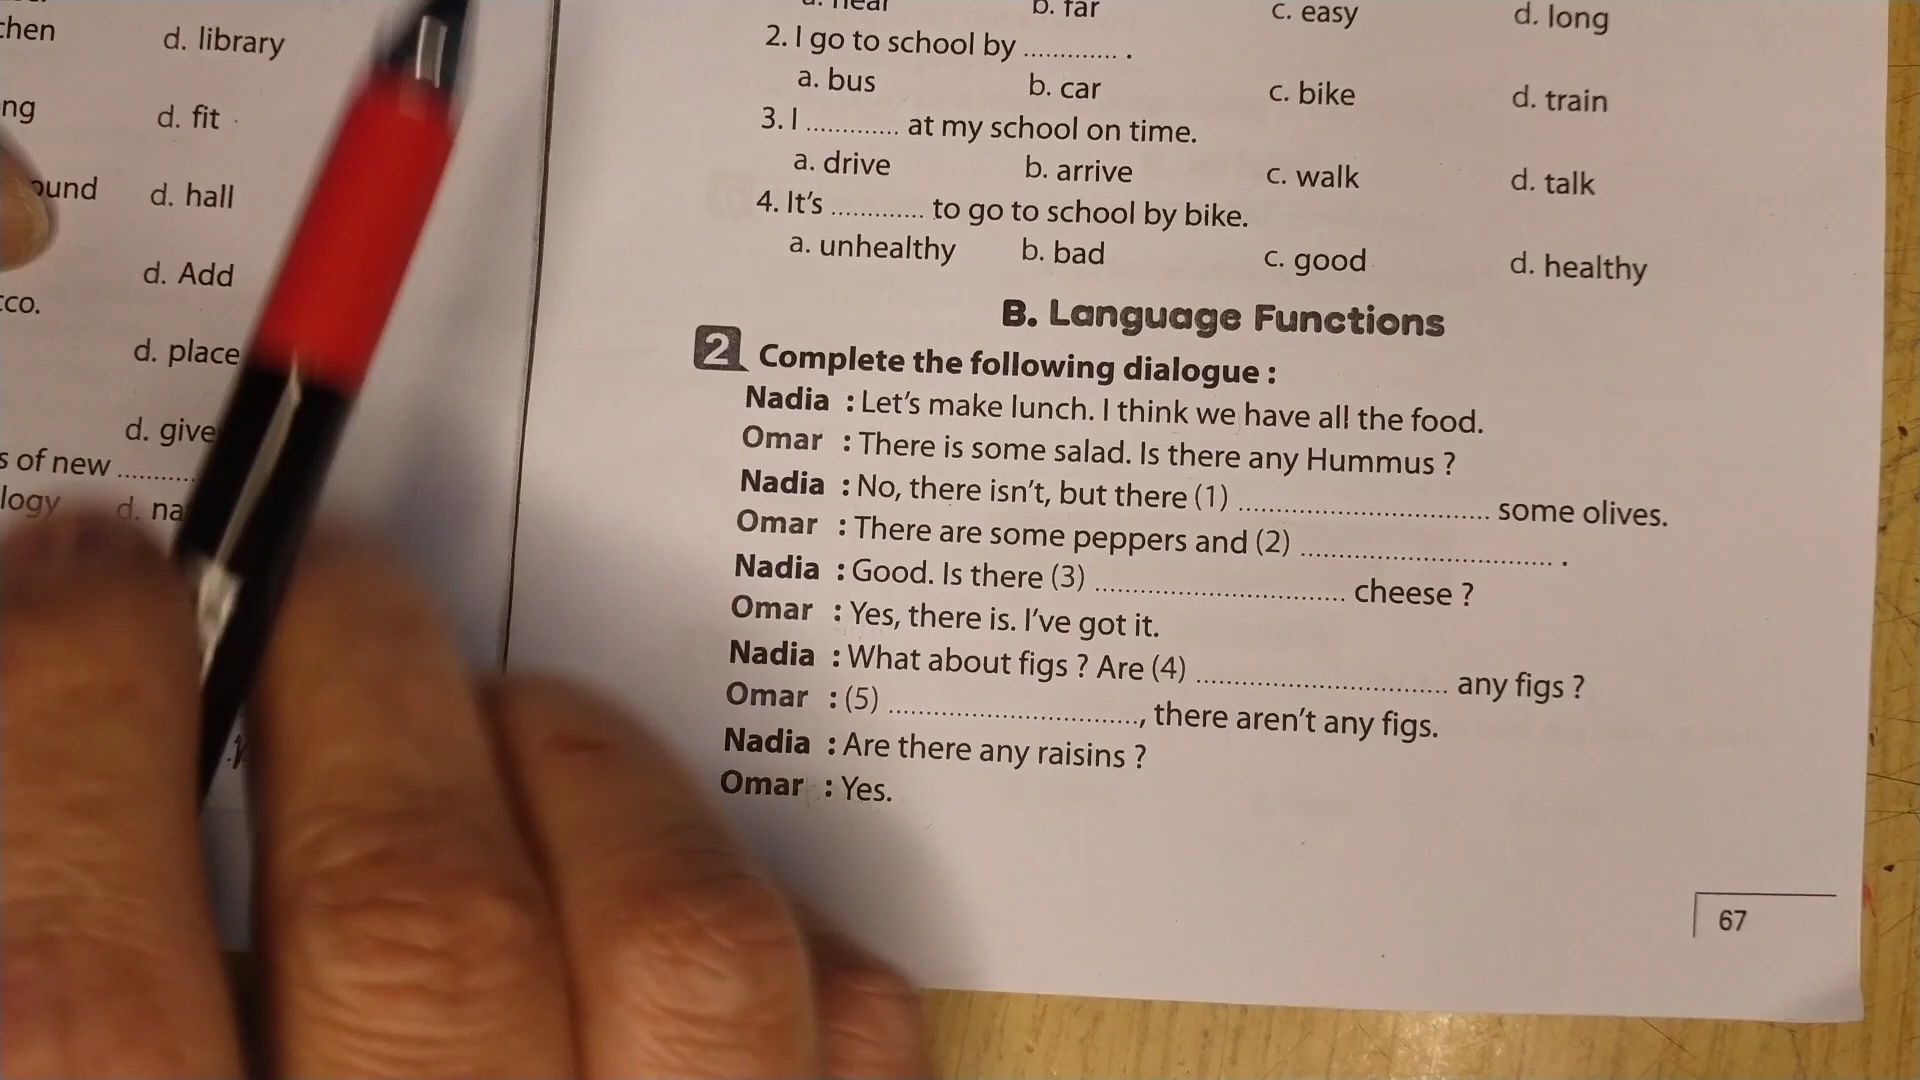 d. library
d. fit
d. hall
d. Add
d. place
d. give
s of new ............
logy d.
b. far c. easy d. long
2. I go to school by ............. .
a. bus b. car c. bike d. train
3. I ............. at my school on time.
a. drive b. arrive c. walk d. talk
4. It's ............. to go to school by bike.
a. unhealthy b. bad c. good d. healthy
B. Language Functions
2 Complete the following dialogue :
Nadia : Let's make lunch. I think we have all the food.
Omar : There is some salad. Is there any Hummus ?
Nadia : No, there isn't, but there (1) .................................... some olives.
Omar : There are some peppers and (2) .................................... .
Nadia : Good. Is there (3) .................................... cheese ?
Omar : Yes, there is. I've got it.
Nadia : What about figs ? Are (4) .................................... any figs ?
Omar : (5) ...................................., there aren't any figs.
Nadia : Are there any raisins ?
Omar : Yes.
67